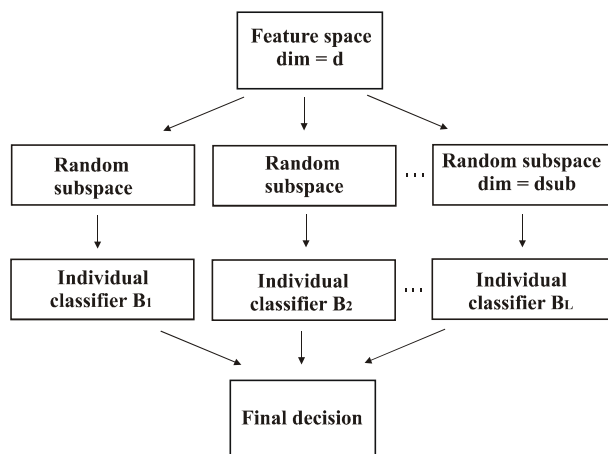 Feature space
dim = d
Random
subspace
Random
subspace
Random subspace
dim = dsub
Individual
classifier B1
Individual
classifier B2
Individual
classifier BL
Final decision